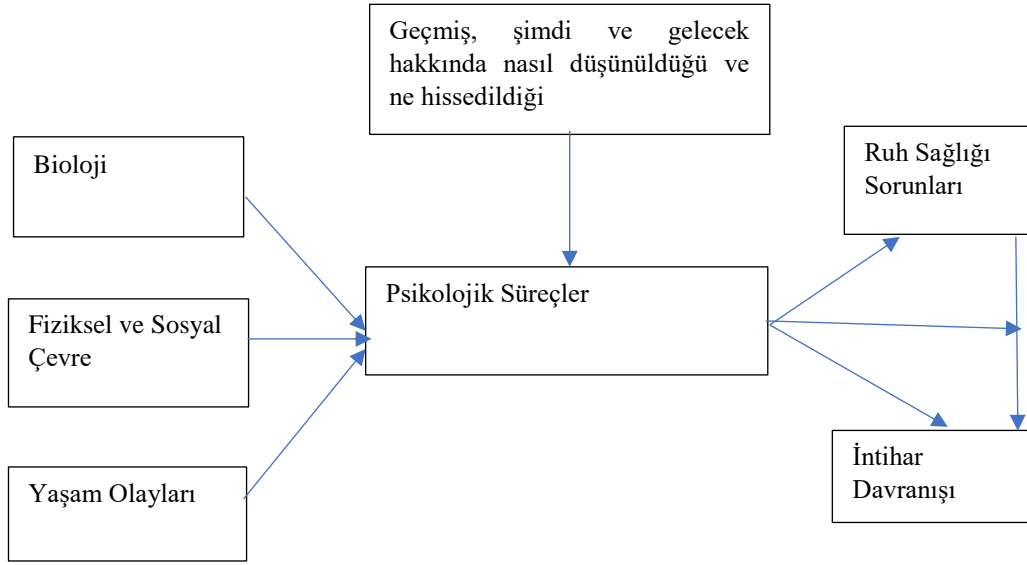 Geçmiş, şimdi ve gelecek
hakkında nasıl düşünüldüğü ve
ne hissedildiği
Bioloji
Ruh Sağlığı
Sorunları
Psikolojik Süreçler
Fiziksel ve Sosyal
Çevre
Yaşam Olayları
İntihar
Davranışı